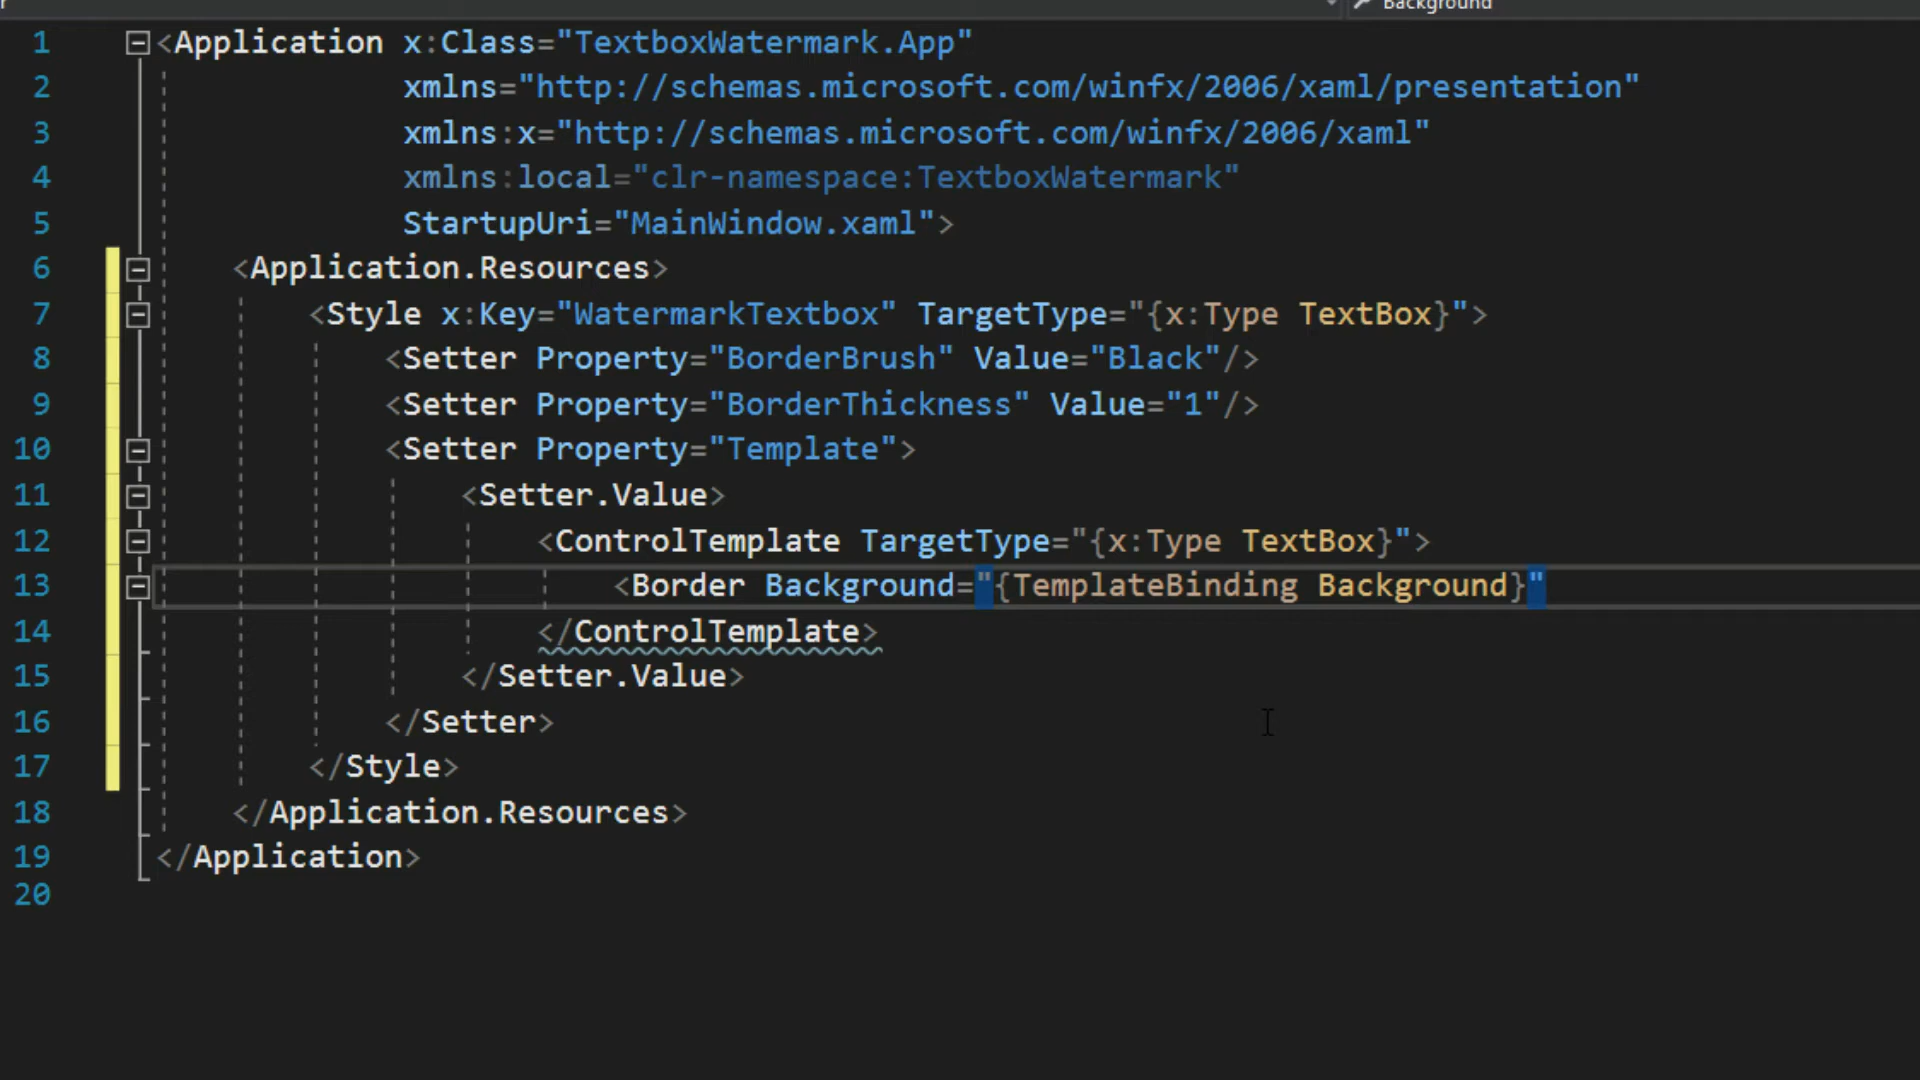 Background
1 <Application x:Class="TextboxWatermark.App"
2 xmlns="http://schemas.microsoft.com/winfx/2006/xaml/presentation"
3 xmlns:x="http://schemas.microsoft.com/winfx/2006/xaml"
4 xmlns:local="clr-namespace:TextboxWatermark"
5 StartupUri="MainWindow.xaml">
6 <Application.Resources>
7 <Style x:Key="WatermarkTextbox" TargetType="{x:Type TextBox}">
8 <Setter Property="BorderBrush" Value="Black"/>
9 <Setter Property="BorderThickness" Value="1"/>
10 <Setter Property="Template">
11 <Setter.Value>
12 <ControlTemplate TargetType="{x:Type TextBox}">
13 <Border Background="{TemplateBinding Background}"
14 </ControlTemplate>
15 </Setter.Value>
16 </Setter>
17 </Style>
18 </Application.Resources>
19 </Application>
20